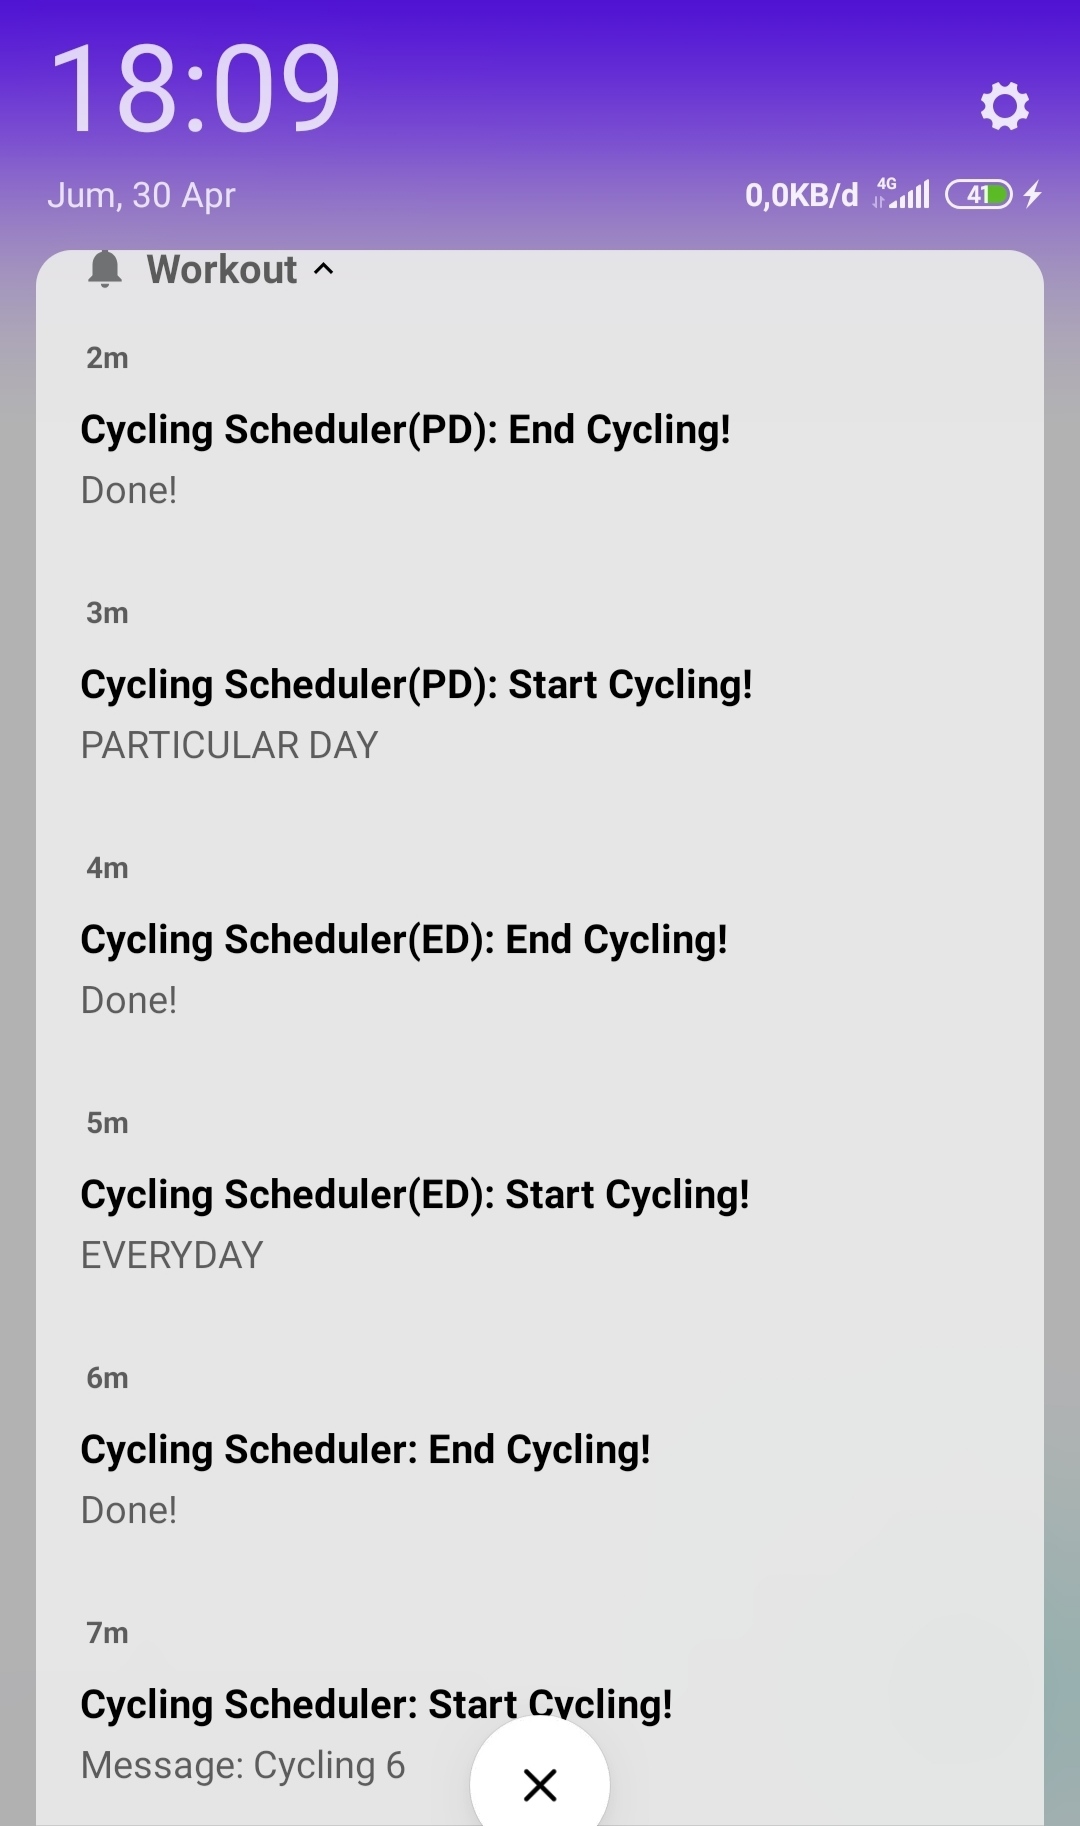 18:09
Jum, 30 Apr
0,0KB/d 4G 41
Workout
2m
Cycling Scheduler(PD): End Cycling!
Done!
3m
Cycling Scheduler(PD): Start Cycling!
PARTICULAR DAY
4m
Cycling Scheduler(ED): End Cycling!
Done!
5m
Cycling Scheduler(ED): Start Cycling!
EVERYDAY
6m
Cycling Scheduler: End Cycling!
Done!
7m
Cycling Scheduler: Start Cycling!
Message: Cycling 6